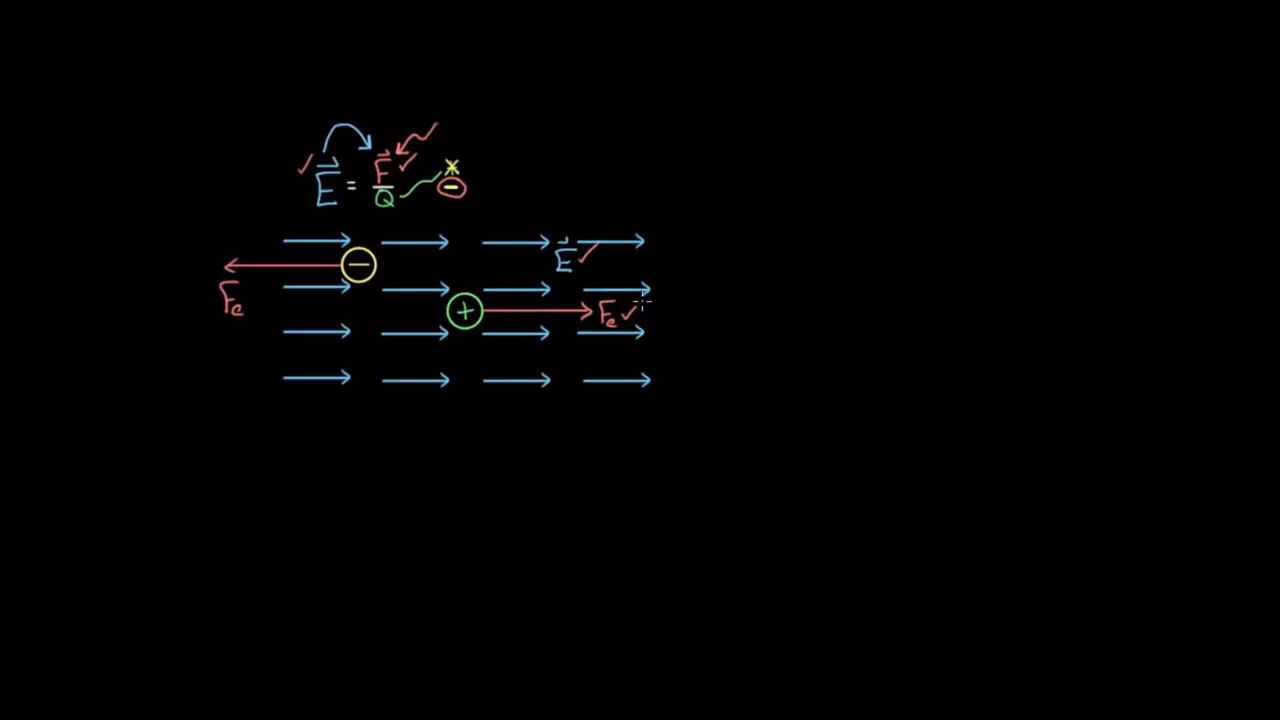 E = F / Q -
-
E
Fe
+
Fe